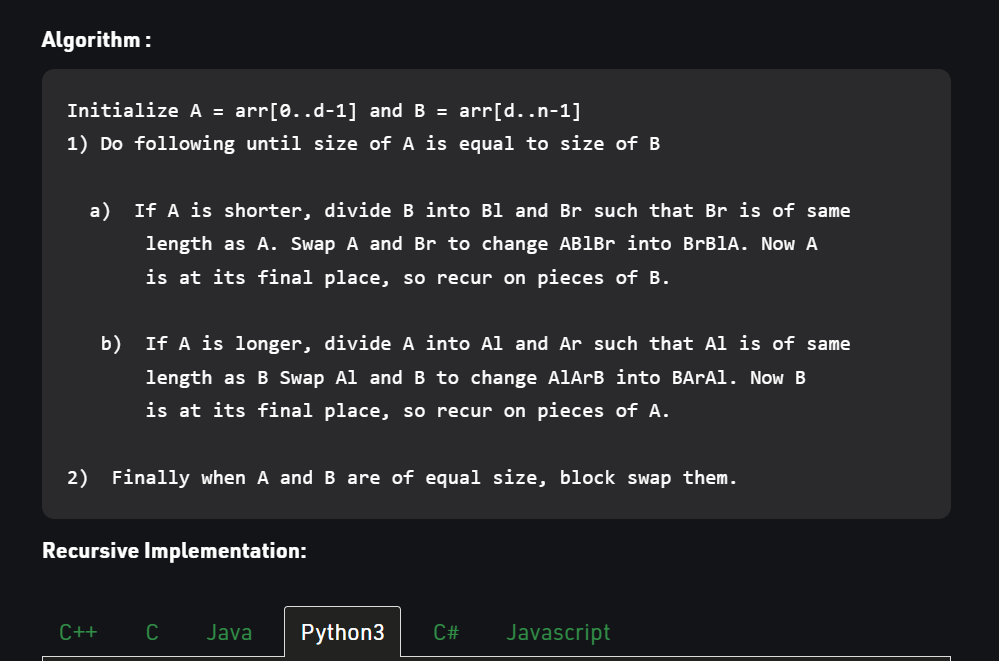 Algorithm :
Initialize A = arr[0..d-1] and B = arr[d..n-1]
1) Do following until size of A is equal to size of B
a)  If A is shorter, divide B into Bl and Br such that Br is of same
length as A. Swap A and Br to change ABlBr into BrBlA. Now A
is at its final place, so recur on pieces of B.
b)  If A is longer, divide A into Al and Ar such that Al is of same
length as B Swap Al and B to change AlArB into BArAl. Now B
is at its final place, so recur on pieces of A.
2)  Finally when A and B are of equal size, block swap them.
Recursive Implementation:
C++ C Java Python3 C# Javascript